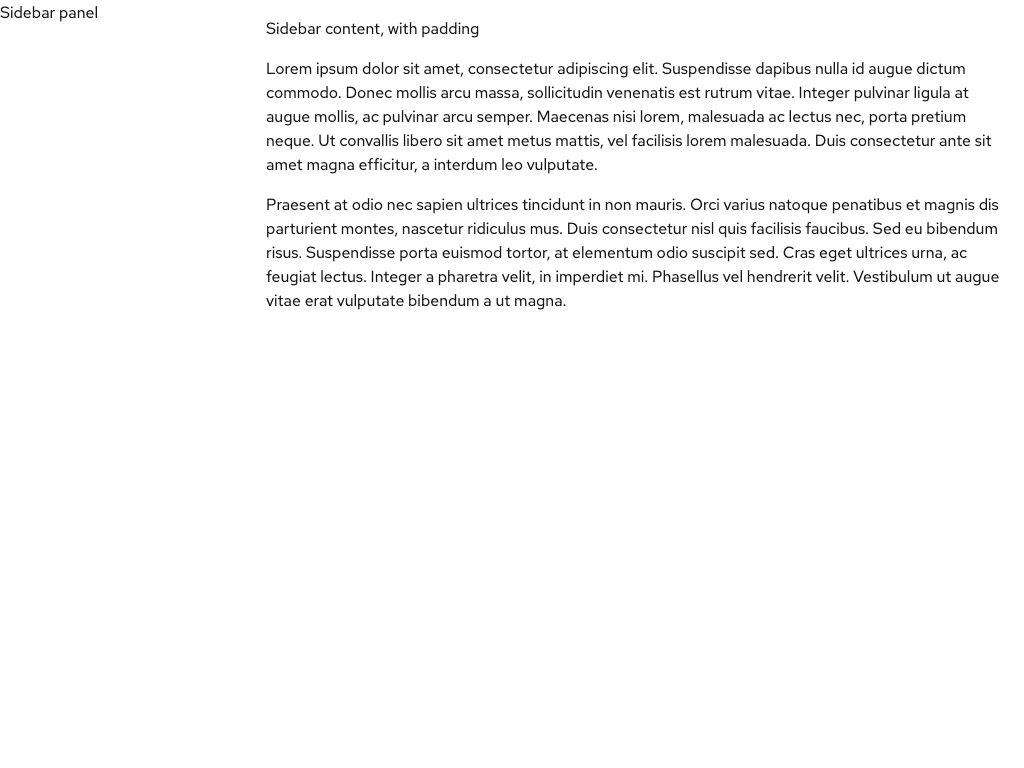 Sidebar panel
Sidebar content, with padding
Lorem ipsum dolor sit amet, consectetur adipiscing elit. Suspendisse dapibus nulla id augue dictum
commodo. Donec mollis arcu massa, sollicitudin venenatis est rutrum vitae. Integer pulvinar ligula at
augue mollis, ac pulvinar arcu semper. Maecenas nisi lorem, malesuada ac lectus nec, porta pretium
neque. Ut convallis libero sit amet metus mattis, vel facilisis lorem malesuada. Duis consectetur ante sit
amet magna efficitur, a interdum leo vulputate.
Praesent at odio nec sapien ultrices tincidunt in non mauris. Orci varius natoque penatibus et magnis dis
parturient montes, nascetur ridiculus mus. Duis consectetur nisl quis facilisis faucibus. Sed eu bibendum
risus. Suspendisse porta euismod tortor, at elementum odio suscipit sed. Cras eget ultrices urna, ac
feugiat lectus. Integer a pharetra velit, in imperdiet mi. Phasellus vel hendrerit velit. Vestibulum ut augue
vitae erat vulputate bibendum a ut magna.